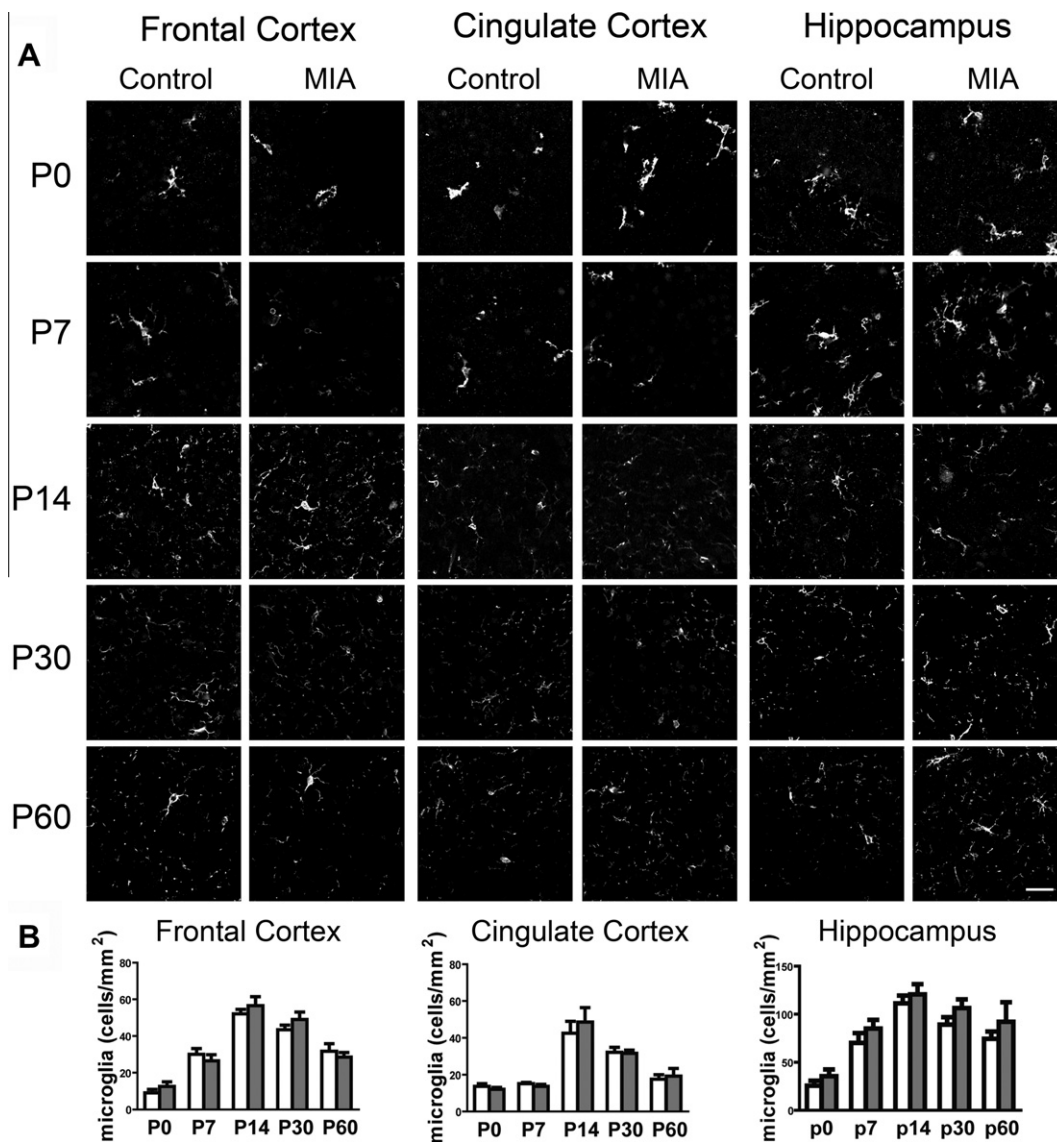 Frontal Cortex Cingulate Cortex Hippocampus
A
Control MIA Control MIA Control MIA
P0
P7
P14
P30
P60
B
Frontal Cortex Cingulate Cortex Hippocampus
microglia (cells/mm²)
80
60
40
20
0
P0 P7 P14 P30 P60
microglia (cells/mm²)
80
60
40
20
0
P0 P7 P14 P30 P60
microglia (cells/mm²)
150
100
50
0
p0 p7 p14 p30 p60